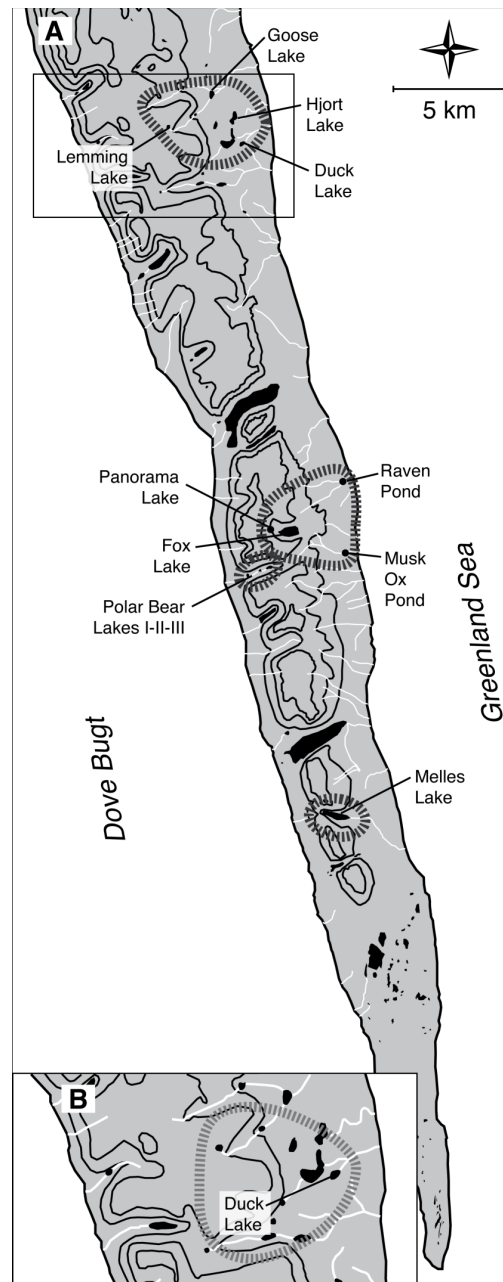 A
Goose
Lake
5 km
Hjort
Lake
Lemming
Lake
Duck
Lake
Panorama
Lake
Raven
Pond
Fox
Lake
Musk
Ox
Pond
Polar Bear
Lakes I-II-III
Greenland Sea
Dove Bugt
Melles
Lake
B
Duck
Lake